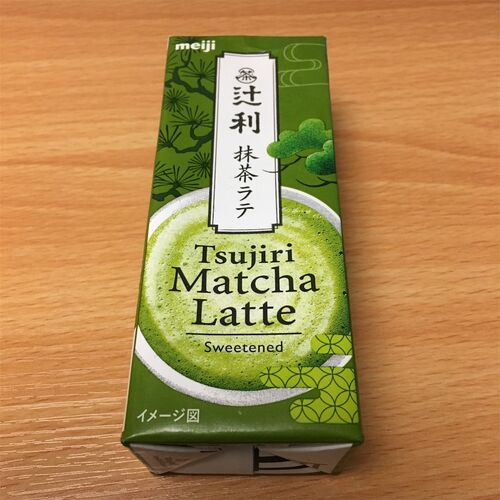 meiji
茶
辻利
抹茶ラテ
Tsujiri
Matcha
Latte
Sweetened
イメージ図